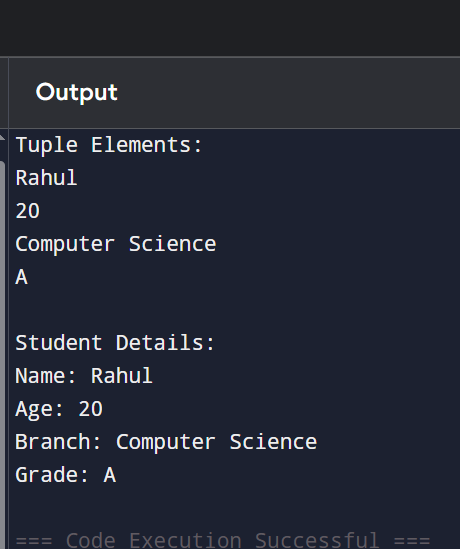 Output
Tuple Elements:
Rahul
20
Computer Science
A
Student Details:
Name: Rahul
Age: 20
Branch: Computer Science
Grade: A
=== Code Execution Successful ===